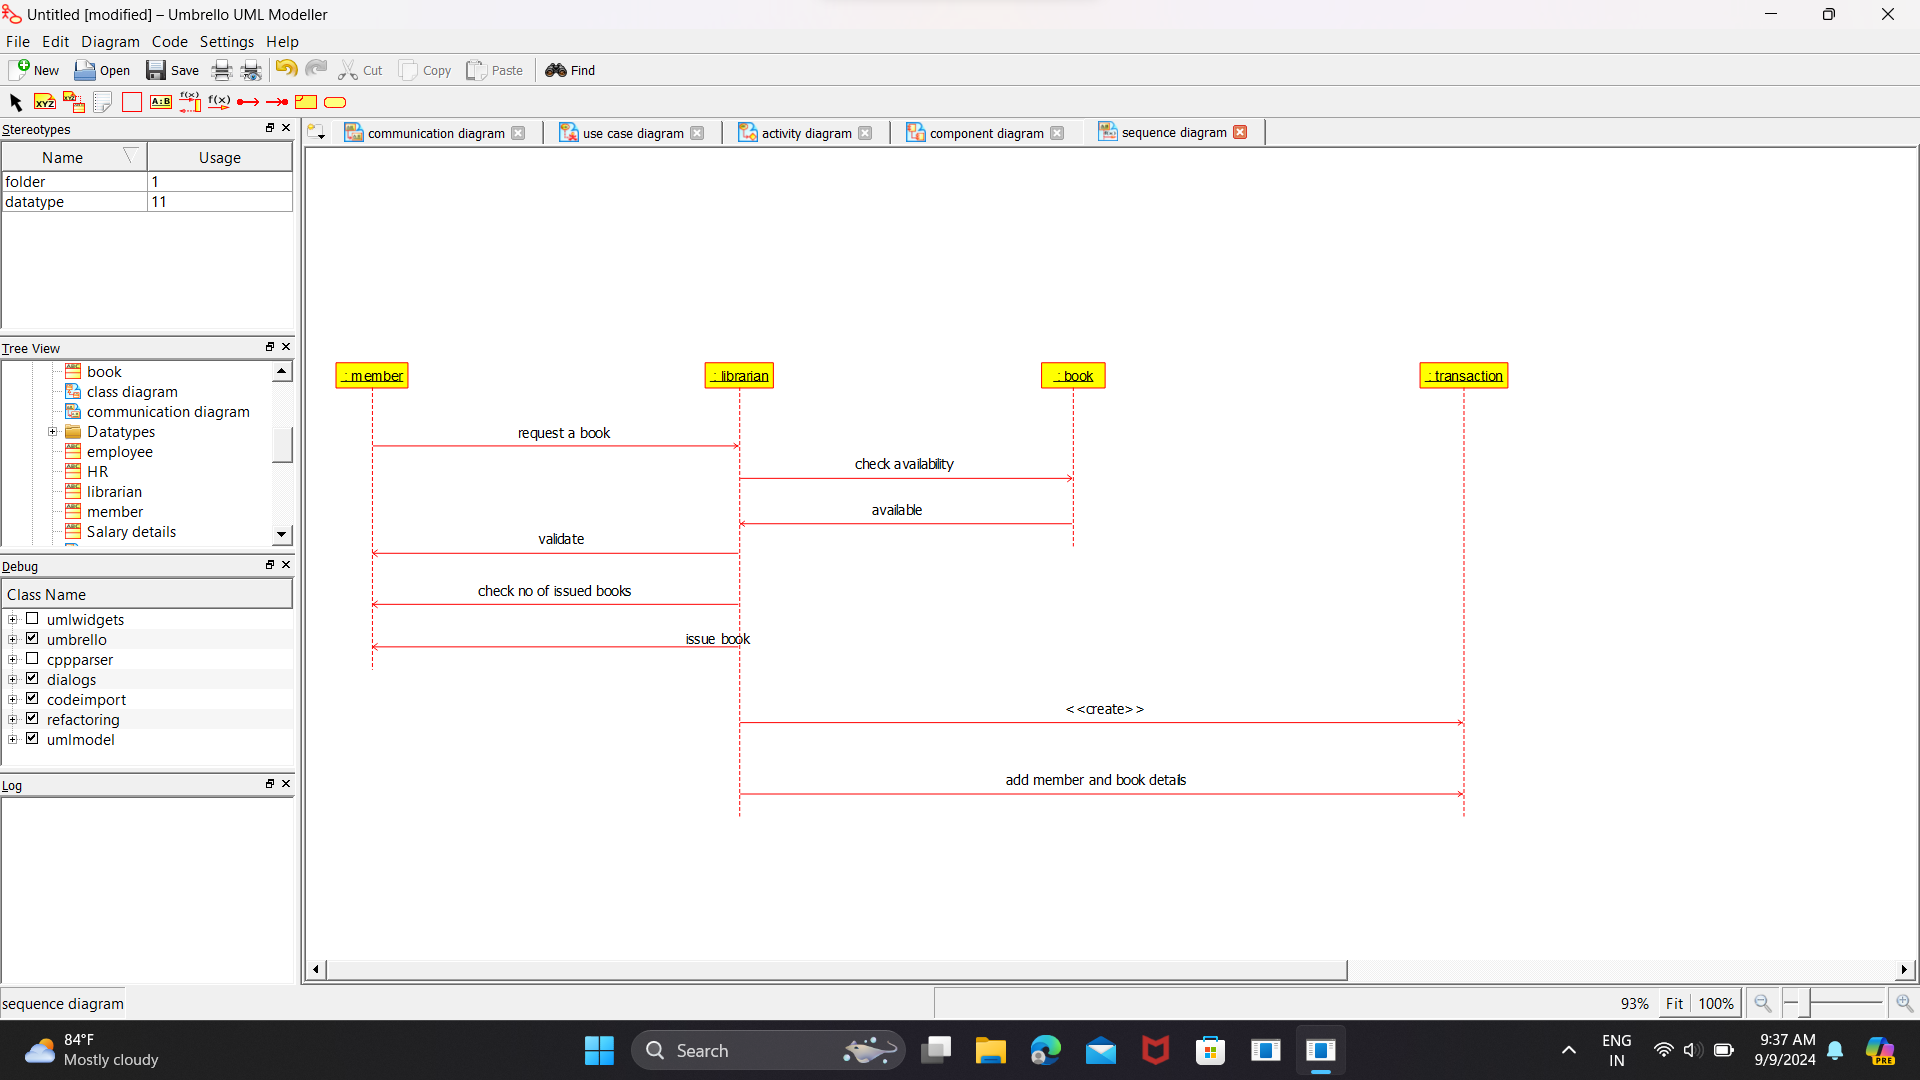 Untitled [modified] – Umbrello UML Modeller
File Edit Diagram Code Settings Help
New Open Save Cut Copy Paste Find
XYZ XYZ A:B f(x) f(x)
Stereotypes
communication diagram use case diagram activity diagram component diagram sequence diagram
Name Usage
folder 1
datatype 11
Tree View
book
class diagram
communication diagram
Datatypes
employee
HR
librarian
member
Salary details
Debug
Class Name
umlwidgets
umbrello
cppparser
dialogs
codeimport
refactoring
umlmodel
Log
: member : librarian : book : transaction
request a book
check availability
available
validate
check no of issued books
issue book
<<create>>
add member and book details
sequence diagram
93% Fit 100%
84°F
Mostly cloudy
Search
ENG
IN
9:37 AM
9/9/2024
PRE